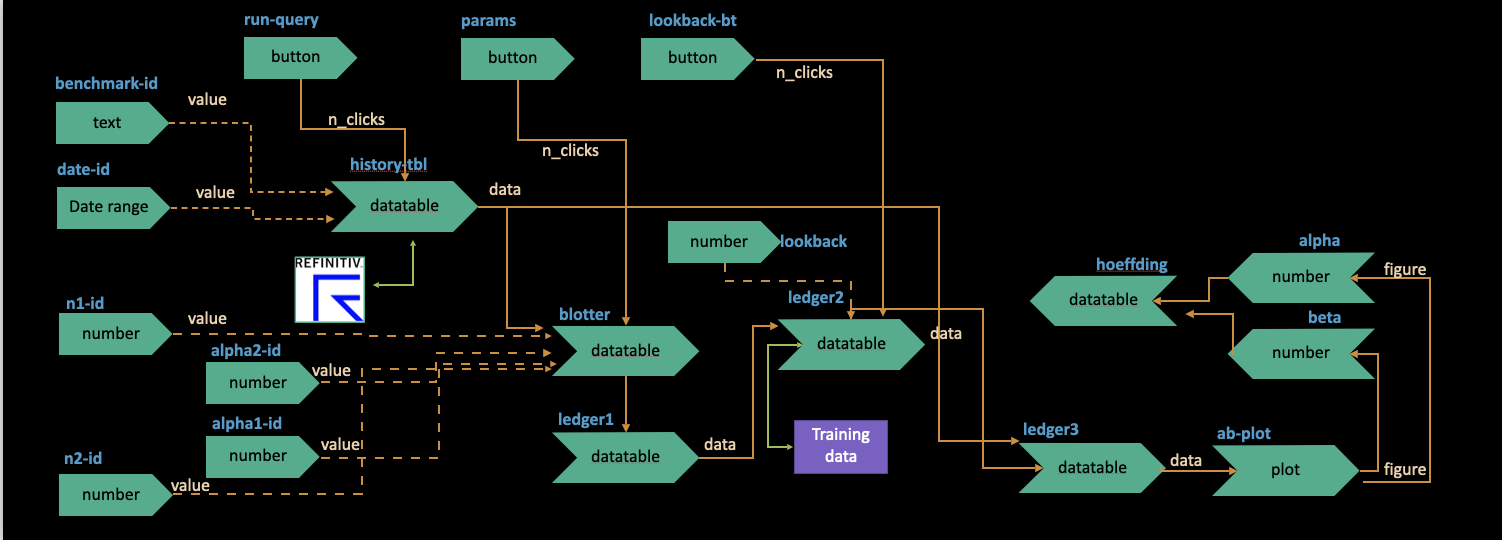 run-query
params
lookback-bt
button
button
button
n_clicks
benchmark-id
value
text
n_clicks
n_clicks
date-id
history-tbl
value
data
Date range
datatable
number
lookback
alpha
REFINITIV
hoeffding
number
figure
datatable
n1-id
value
ledger2
blotter
beta
number
data
datatable
number
alpha2-id
datatable
value
number
alpha1-id
ledger1
Training
data
ledger3
ab-plot
value
data
number
datatable
n2-id
data
datatable
plot
figure
value
number